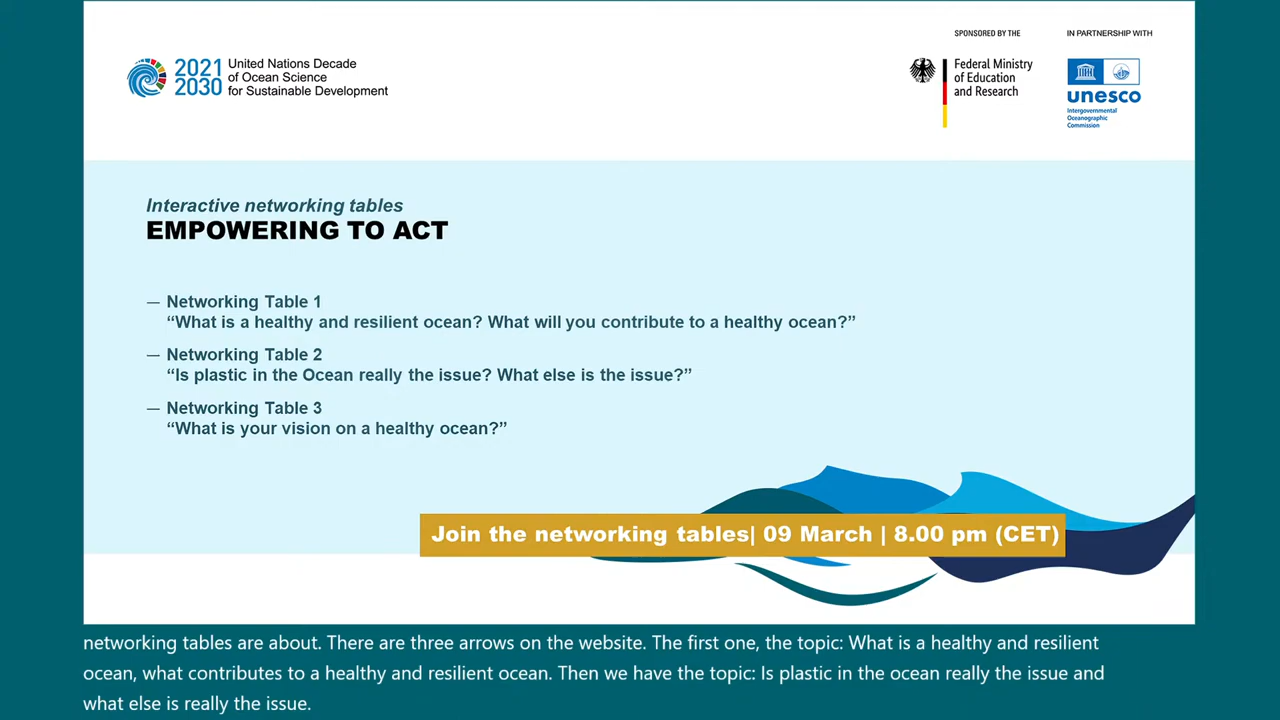 SPONSORED BY THE
IN PARTNERSHIP WITH
2021
2030
United Nations Decade
of Ocean Science
for Sustainable Development
Federal Ministry
of Education
and Research
unesco
Intergovernmental
Oceanographic
Commission
Interactive networking tables
EMPOWERING TO ACT
— Networking Table 1
“What is a healthy and resilient ocean? What will you contribute to a healthy ocean?”
— Networking Table 2
“Is plastic in the Ocean really the issue? What else is the issue?”
— Networking Table 3
“What is your vision on a healthy ocean?”
Join the networking tables| 09 March | 8.00 pm (CET)
networking tables are about. There are three arrows on the website. The first one, the topic: What is a healthy and resilient
ocean, what contributes to a healthy and resilient ocean. Then we have the topic: Is plastic in the ocean really the issue and
what else is really the issue.